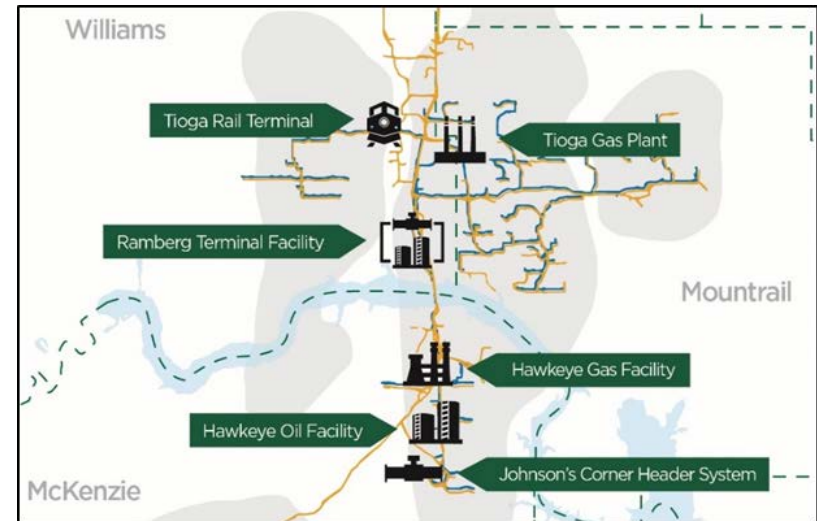 Williams
Tioga Rail Terminal
Tioga Gas Plant
Ramberg Terminal Facility
Mountrail
Hawkeye Gas Facility
Hawkeye Oil Facility
Johnson's Corner Header System
McKenzie